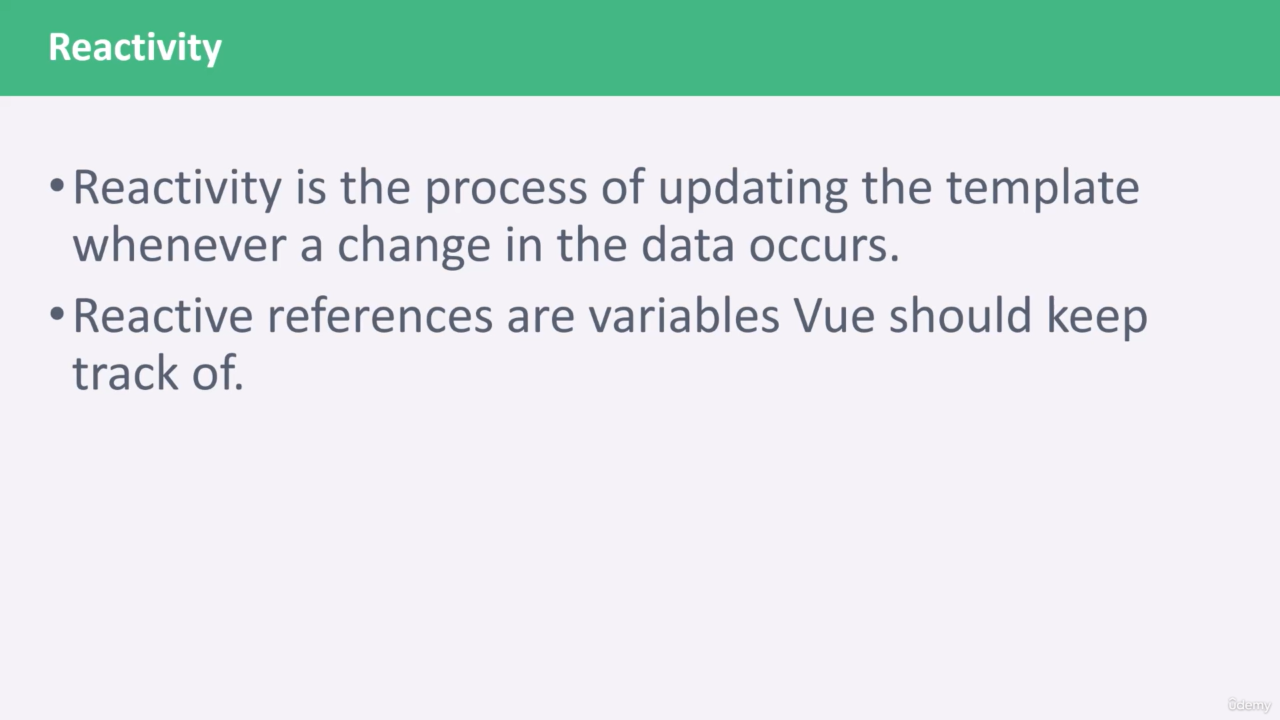 Reactivity
•Reactivity is the process of updating the template
whenever a change in the data occurs.
•Reactive references are variables Vue should keep
track of.
ûdemy